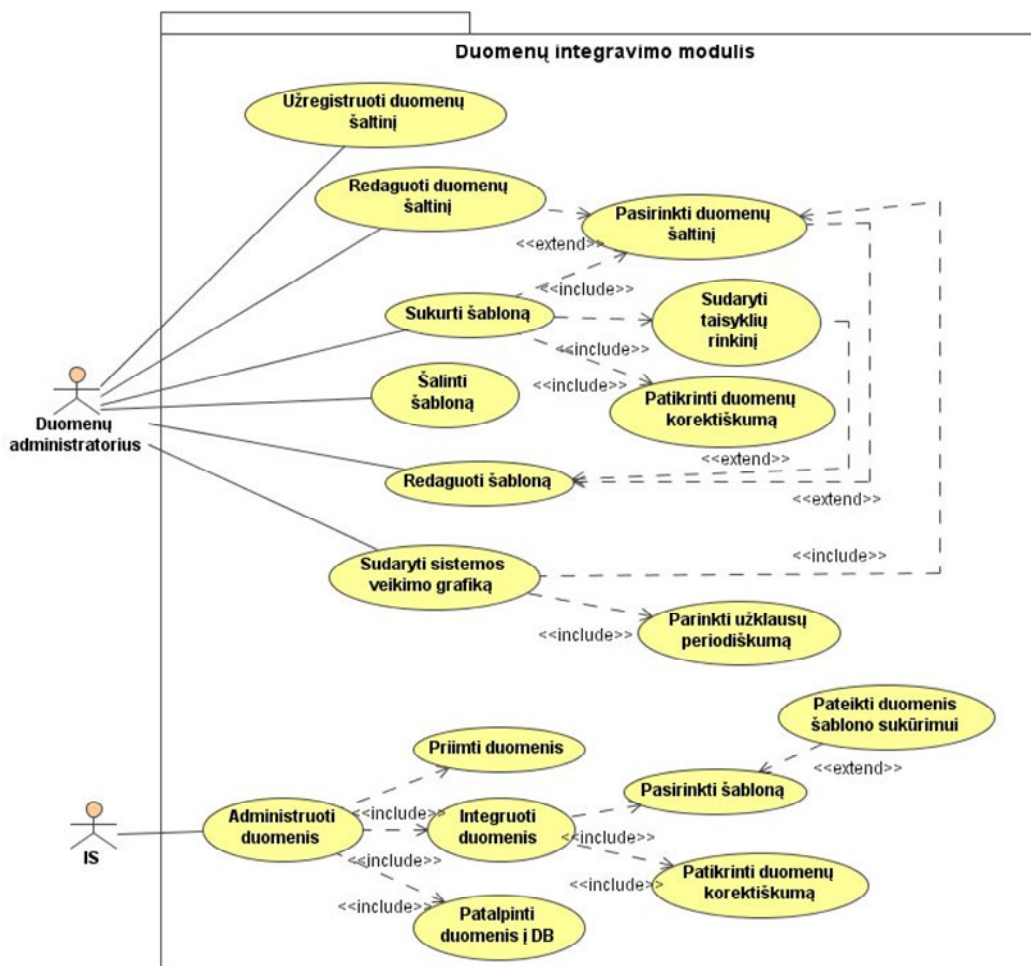 Duomenų integravimo modulis
Užregistruoti duomenų
šaltinį
Redaguoti duomenų
šaltinį
Pasirinkti duomenų
šaltinį
<<extend>>
<<include>>
Sukurti šabloną
Sudaryti
taisyklių
rinkinį
<<include>>
<<include>>
Šalinti
šabloną
Patikrinti duomenų
korektiškumą
Duomenų
administratorius
<<extend>>
Redaguoti šabloną
<<extend>>
<<include>>
Sudaryti sistemos
veikimo grafiką
<<include>>
Parinkti užklausų
periodiškumą
Pateikti duomenis
šablono sukūrimui
Priimti duomenis
<<extend>>
Pasirinkti šabloną
<<include>>
Administruoti
duomenis
Integruoti
duomenis
<<include>>
IS
<<include>>
<<include>>
Patikrinti duomenų
korektiškumą
<<include>>
Patalpinti
duomenis į DB